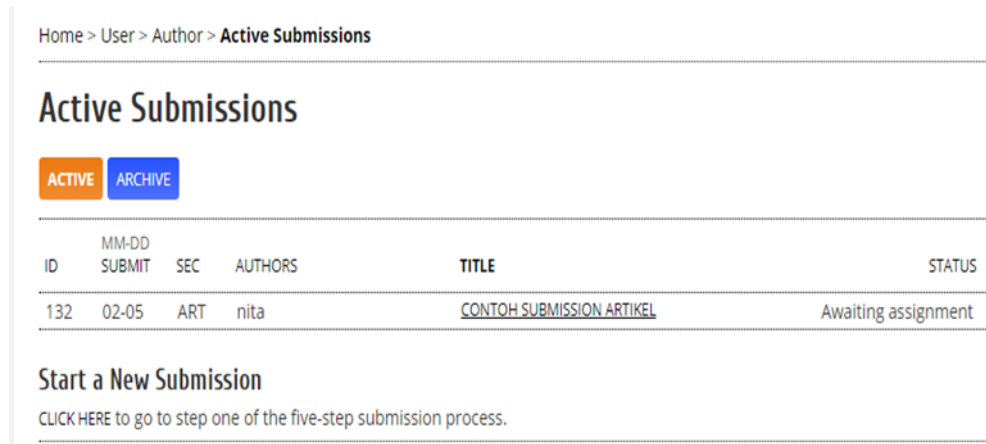 Home > User > Author > Active Submissions
Active Submissions
ACTIVE ARCHIVE
MM-DD
ID SUBMIT SEC AUTHORS TITLE STATUS
132 02-05 ART nita CONTOH SUBMISSION ARTIKEL Awaiting assignment
Start a New Submission
CLICK HERE to go to step one of the five-step submission process.